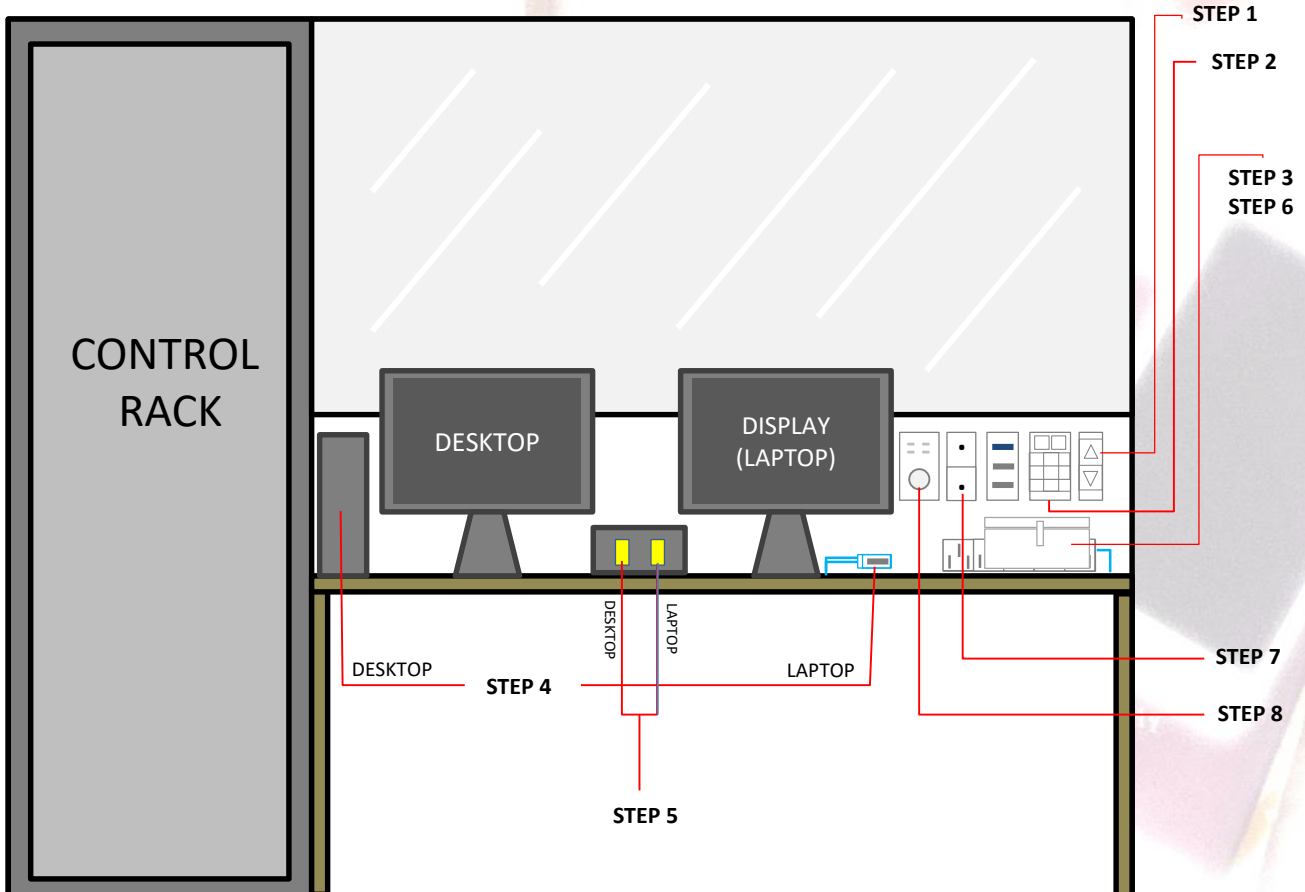 STEP 1
STEP 2
STEP 3
STEP 6
CONTROL
RACK
DESKTOP
DISPLAY
(LAPTOP)
DESKTOP
LAPTOP
DESKTOP
STEP 4
LAPTOP
STEP 7
STEP 8
STEP 5